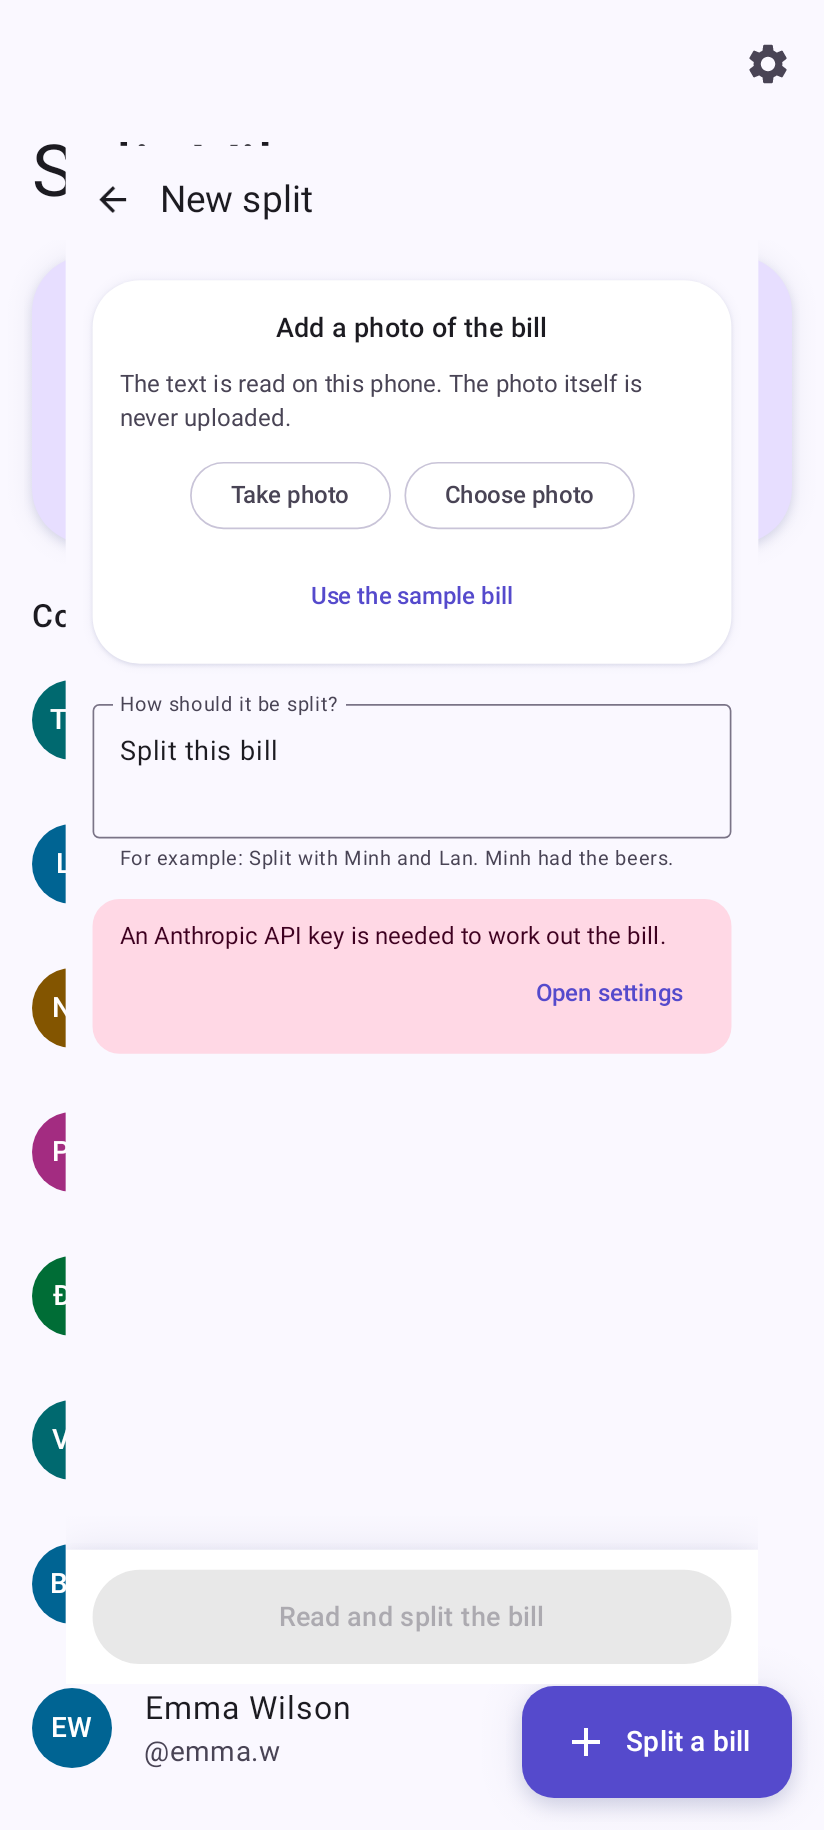 New split
Add a photo of the bill
The text is read on this phone. The photo itself is
never uploaded.
Take photo
Choose photo
Use the sample bill
How should it be split?
Split this bill
For example: Split with Minh and Lan. Minh had the beers.
An Anthropic API key is needed to work out the bill.
Open settings
Read and split the bill
EW
Emma Wilson
@emma.w
Split a bill